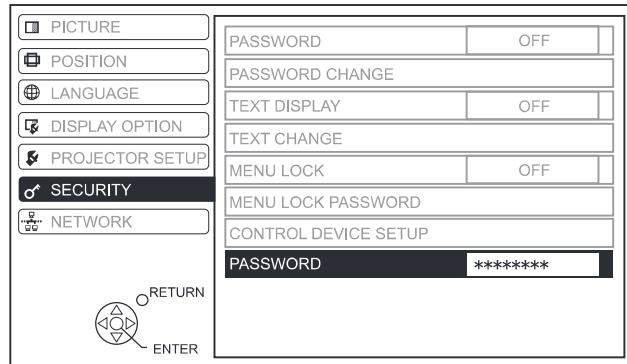 PICTURE
POSITION
LANGUAGE
DISPLAY OPTION
PROJECTOR SETUP
SECURITY
NETWORK
RETURN
ENTER
PASSWORD OFF
PASSWORD CHANGE
TEXT DISPLAY OFF
TEXT CHANGE
MENU LOCK OFF
MENU LOCK PASSWORD
CONTROL DEVICE SETUP
PASSWORD ********